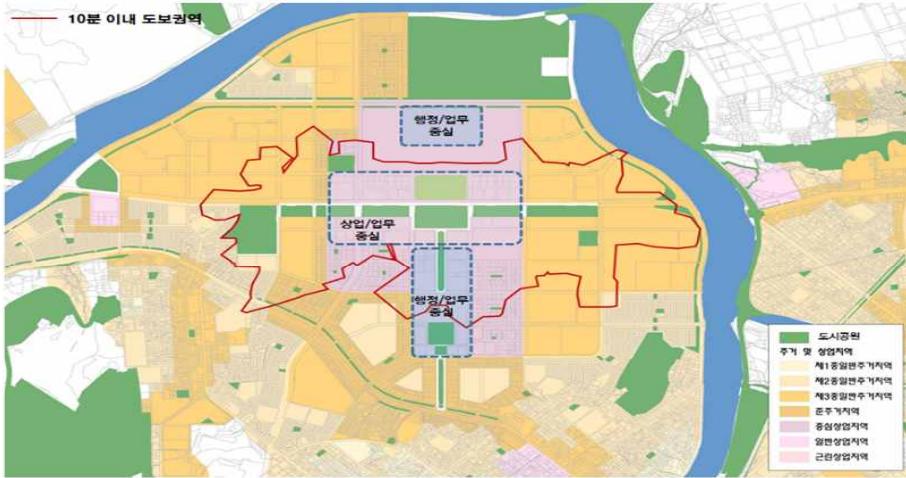 10분 이내 도보권역
행정/업무
중심
상업/업무
중심
행정/업무
중심
도시공원
주거 및 상업지역
제1종일반주거지역
제2종일반주거지역
제3종일반주거지역
준주거지역
중심상업지역
일반상업지역
근린상업지역